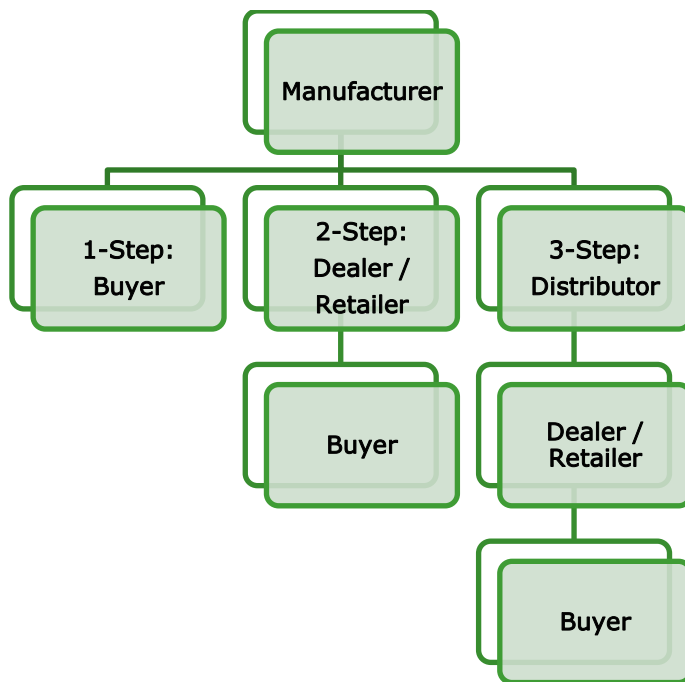 Manufacturer
1-Step:
Buyer
2-Step:
Dealer /
Retailer
3-Step:
Distributor
Buyer
Dealer /
Retailer
Buyer